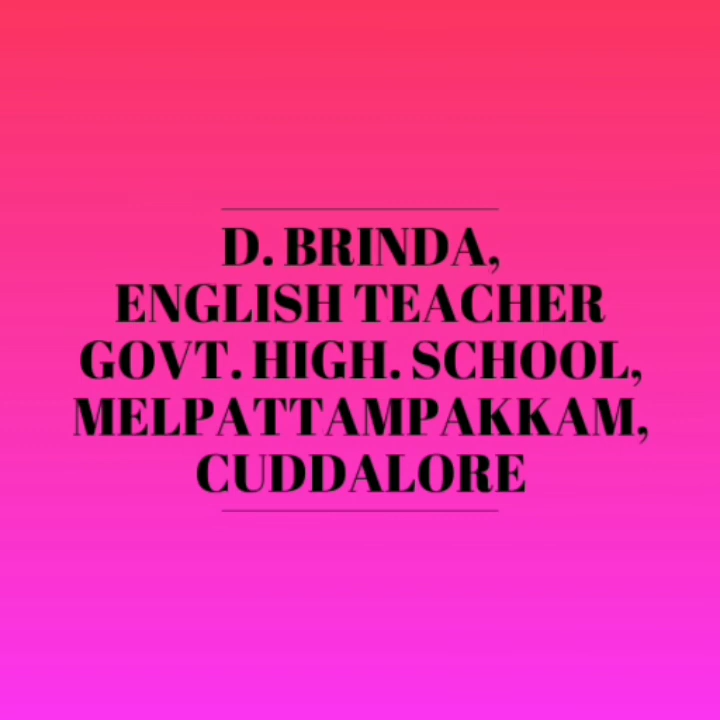 D. BRINDA,
ENGLISH TEACHER
GOVT. HIGH. SCHOOL,
MELPATTAMPAKKAM,
CUDDALORE